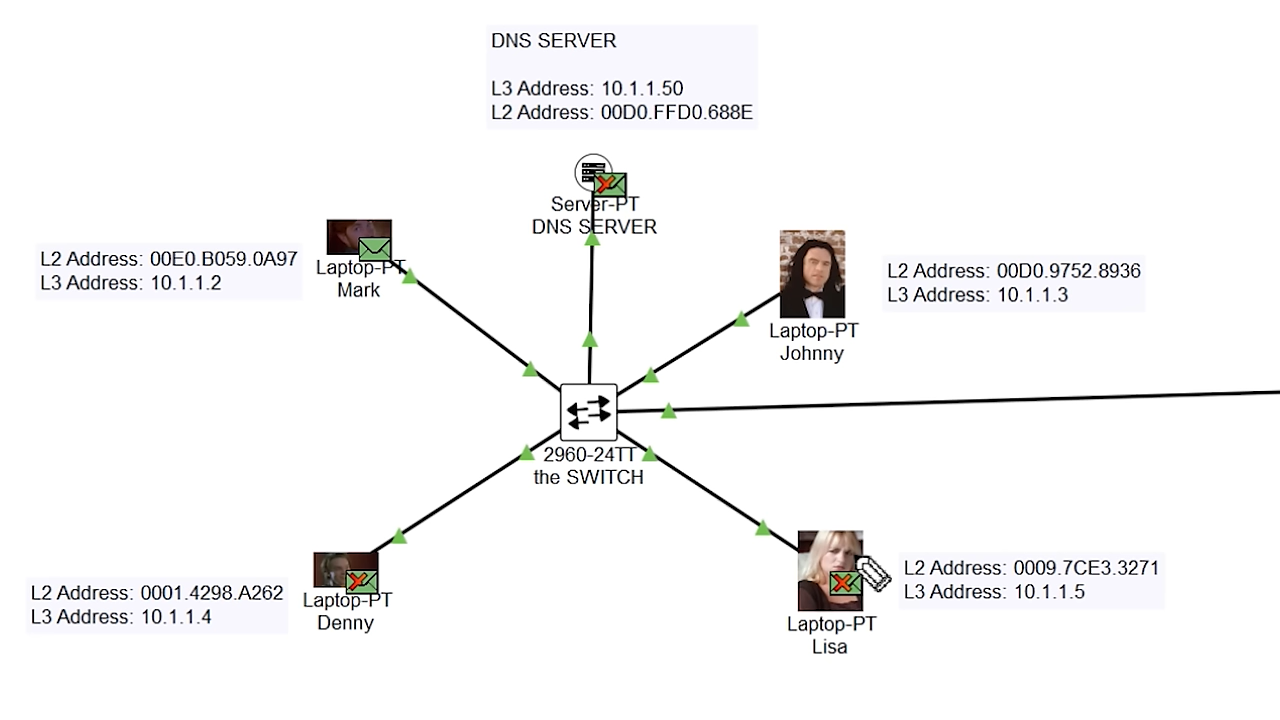 DNS SERVER
L3 Address: 10.1.1.50
L2 Address: 00D0.FFD0.688E
Server-PT
DNS SERVER
L2 Address: 00E0.B059.0A97
L3 Address: 10.1.1.2
Laptop-PT
Mark
L2 Address: 00D0.9752.8936
L3 Address: 10.1.1.3
Laptop-PT
Johnny
2960-24TT
the SWITCH
L2 Address: 0001.4298.A262
L3 Address: 10.1.1.4
Laptop-PT
Denny
L2 Address: 0009.7CE3.3271
L3 Address: 10.1.1.5
Laptop-PT
Lisa